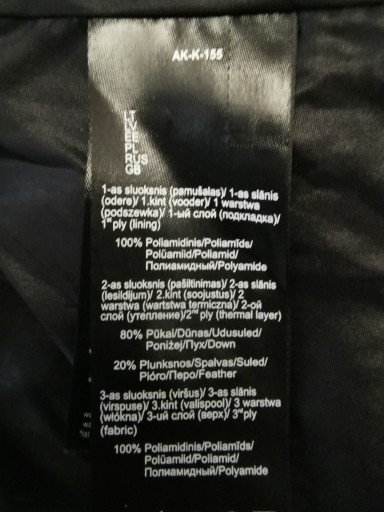 AK-K-155
LT
LV
EE
PL
RUS
GB
1-as sluoksnis (pamušalas)/ 1-as slānis
(odere)/ 1.kint (vooder)/ 1 warstwa
(podszewka)/ 1-ый слой (подкладка)/
1st ply (lining)
100% Poliamidinis/Poliamīds/
Polüamiid/Poliamid/
Полиамидный/Polyamide
2-as sluoksnis (pašiltinimas)/ 2-as slānis
(iesildijum)/ 2.kint (soojustus)/ 2
warstwa (wartstwa termiczna)/ 2-ой
слой (утепление)/2nd ply (thermal layer)
80% Pūkai/Dūnas/Udusuled/
Poniżej/Пух/Down
20% Plunksnos/Spalvas/Suled/
Pióro/Перо/Feather
3-as sluoksnis (viršus)/ 3-as slānis
(virspuse)/ 3.kint (valispool)/ 3 warstwa
(włókna)/ 3-ий слой (верх)/ 3rd ply
(fabric)
100% Poliamidinis/Poliamīds/
Polüamiid/Poliamid/
Полиамидный/Polyamide